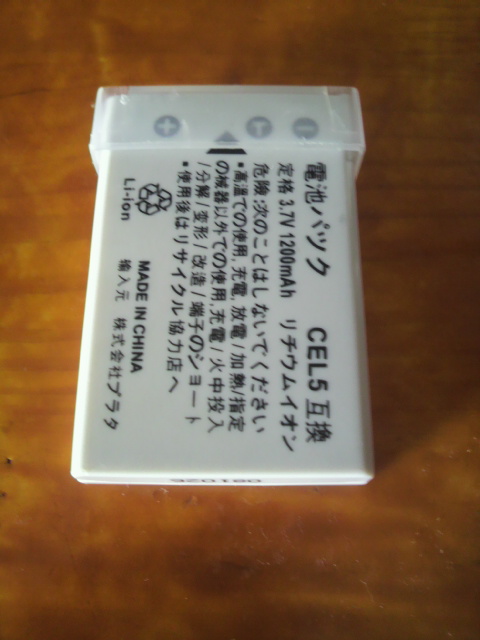 電池パック CEL5互換
定格 3.7V 1200mAh リチウムイオン
危険:次のことはしないでください
•高温での使用,充電,放電/加熱/指定
の械器以外での使用,充電/火中投入
/分解/変形/改造/端子のショート
•使用後はリサイクル協力店へ
Li-ion
MADE IN CHINA
輸入元 株式会社プラタ
+
T
-